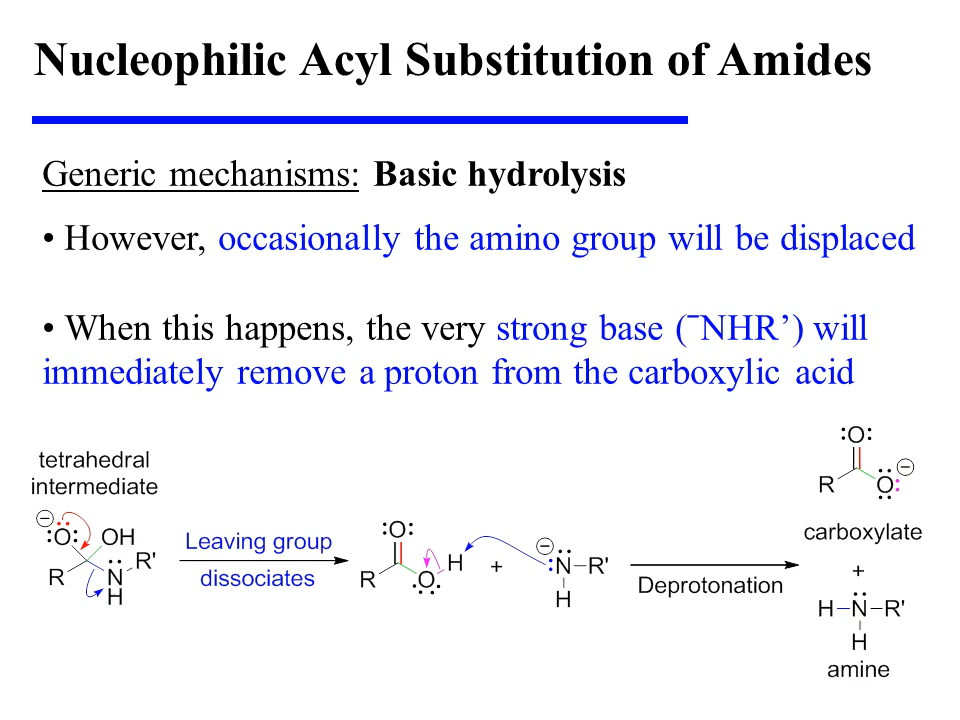 Nucleophilic Acyl Substitution of Amides
Generic mechanisms: Basic hydrolysis
• However, occasionally the amino group will be displaced
• When this happens, the very strong base (¯NHR’) will
immediately remove a proton from the carboxylic acid
tetrahedral
intermediate
O OH
R N R'
H
Leaving group
dissociates
O
R O H
+
N R'
H
Deprotonation
O
R O
carboxylate
+
H N R'
H
amine